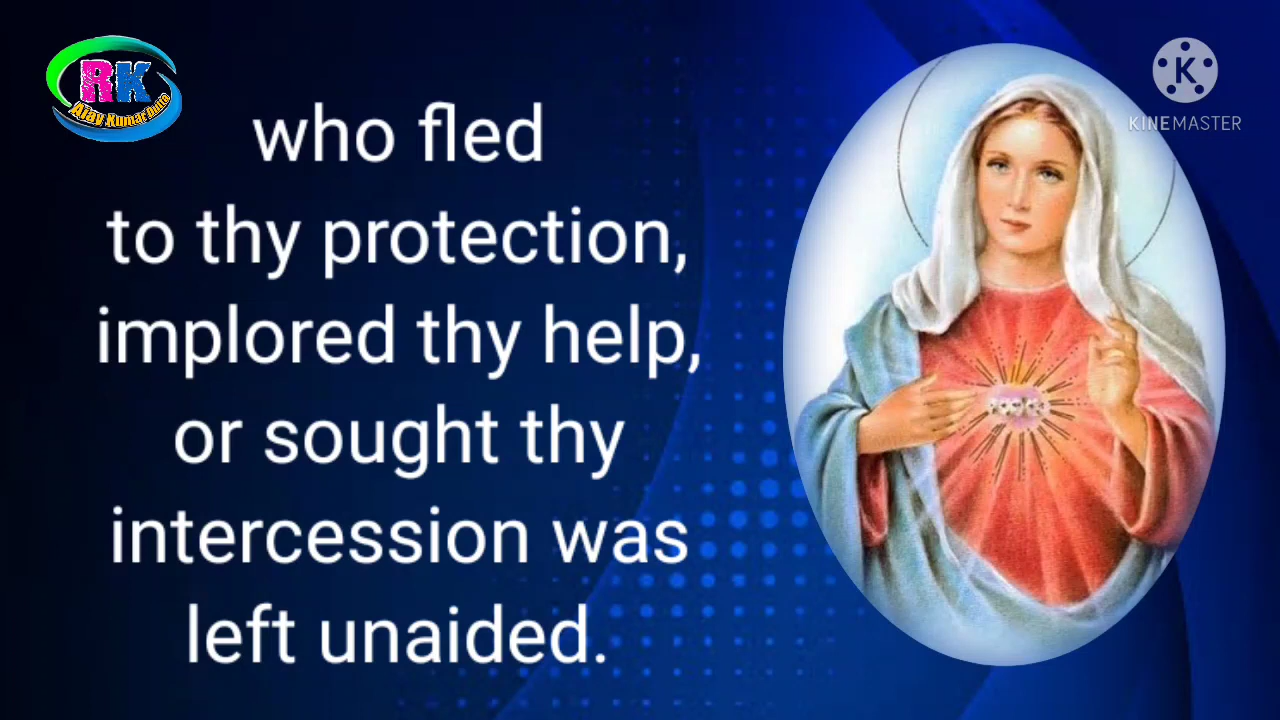 RK
Ajay Kumar Dutta
who fled
to thy protection,
implored thy help,
or sought thy
intercession was
left unaided.
K
KINEMASTER